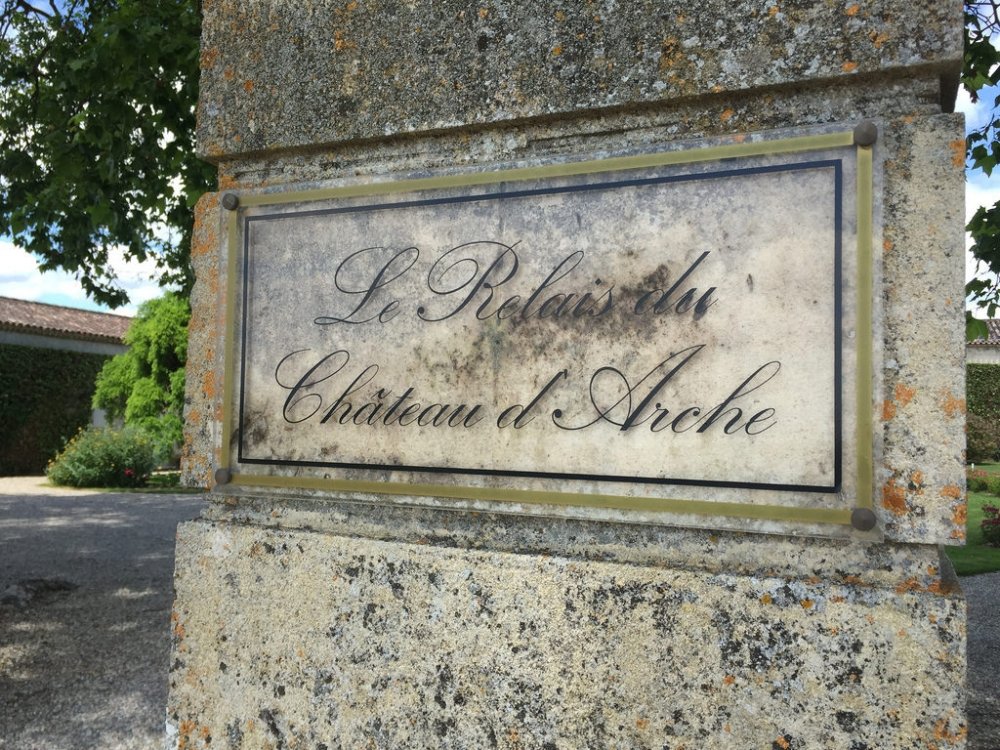 Le Relais du
Château d'Arche